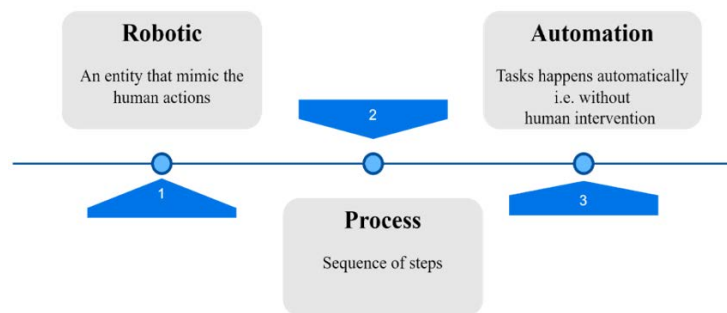 Robotic
An entity that mimic the
human actions
1
2
Process
Sequence of steps
Automation
Tasks happens automatically
i.e. without
human intervention
3